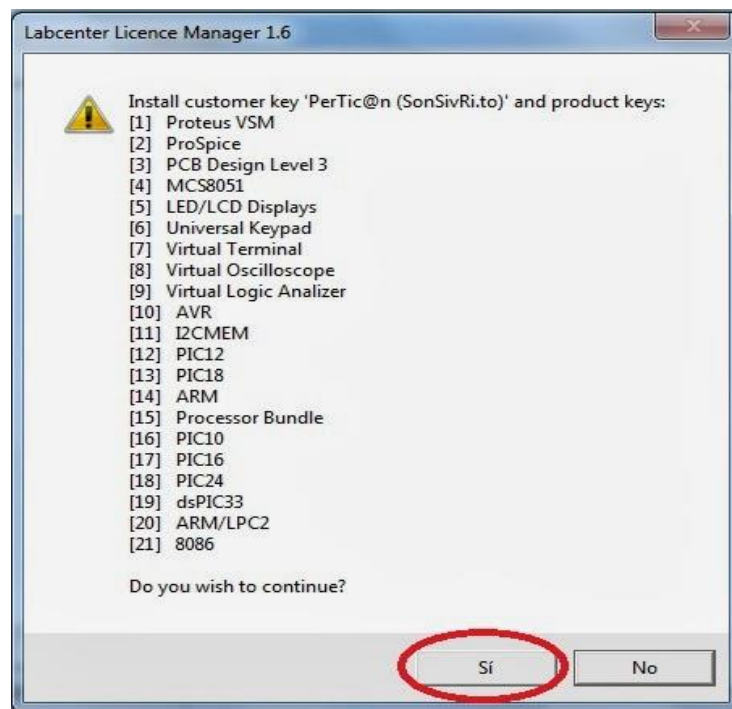 Labcenter Licence Manager 1.6
Install customer key 'PerTic@n (SonSivRi.to)' and product keys:
[1] Proteus VSM
[2] ProSpice
[3] PCB Design Level 3
[4] MCS8051
[5] LED/LCD Displays
[6] Universal Keypad
[7] Virtual Terminal
[8] Virtual Oscilloscope
[9] Virtual Logic Analizer
[10] AVR
[11] I2CMEM
[12] PIC12
[13] PIC18
[14] ARM
[15] Processor Bundle
[16] PIC10
[17] PIC16
[18] PIC24
[19] dsPIC33
[20] ARM/LPC2
[21] 8086
Do you wish to continue?
Sí No